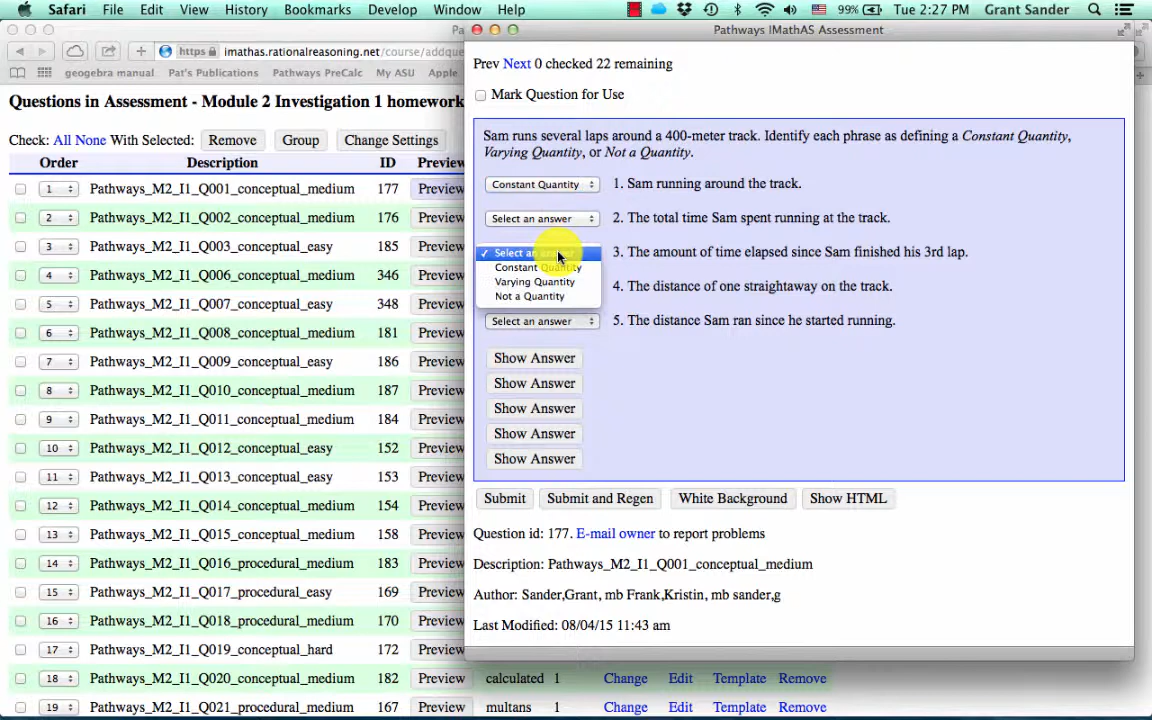 Safari File Edit View History Bookmarks Develop Window Help 99% Tue 2:27 PM Grant Sander
Pa
Pathways IMathAS Assessment
https imathas.rationalreasoning.net/course/addqu
geogebra manual Pat's Publications Pathways PreCalc My ASU Apple
Questions in Assessment - Module 2 Investigation 1 homework
Check: All None With Selected: Remove Group Change Settings
Order Description ID Preview
1 Pathways_M2_I1_Q001_conceptual_medium 177 Preview
2 Pathways_M2_I1_Q002_conceptual_medium 176 Preview
3 Pathways_M2_I1_Q003_conceptual_easy 185 Preview
4 Pathways_M2_I1_Q006_conceptual_easy 346 Preview
5 Pathways_M2_I1_Q007_conceptual_easy 348 Preview
6 Pathways_M2_I1_Q008_conceptual_medium 181 Preview
7 Pathways_M2_I1_Q009_conceptual_easy 186 Preview
8 Pathways_M2_I1_Q010_conceptual_medium 187 Preview
9 Pathways_M2_I1_Q011_conceptual_medium 184 Preview
10 Pathways_M2_I1_Q012_conceptual_easy 152 Preview
11 Pathways_M2_I1_Q013_conceptual_easy 153 Preview
12 Pathways_M2_I1_Q014_conceptual_medium 154 Preview
13 Pathways_M2_I1_Q015_conceptual_medium 158 Preview
14 Pathways_M2_I1_Q016_procedural_medium 183 Preview
15 Pathways_M2_I1_Q017_procedural_easy 169 Preview
16 Pathways_M2_I1_Q018_procedural_medium 170 Preview
17 Pathways_M2_I1_Q019_procedural_hard 172 Preview
18 Pathways_M2_I1_Q020_procedural_medium 182 Preview calculated 1 Change Edit Template Remove
19 Pathways_M2_I1_Q021_procedural_medium 167 Preview multans 1 Change Edit Template Remove
Prev Next 0 checked 22 remaining
Mark Question for Use
Sam runs several laps around a 400-meter track. Identify each phrase as defining a Constant Quantity,
Varying Quantity, or Not a Quantity.
Constant Quantity 1. Sam running around the track.
Select an answer 2. The total time Sam spent running at the track.
Select an answer 3. The amount of time elapsed since Sam finished his 3rd lap.
Constant Quantity
Varying Quantity 4. The distance of one straightaway on the track.
Not a Quantity
Select an answer 5. The distance Sam ran since he started running.
Show Answer
Show Answer
Show Answer
Show Answer
Show Answer
Submit Submit and Regen White Background Show HTML
Question id: 177. E-mail owner to report problems
Description: Pathways_M2_I1_Q001_conceptual_medium
Author: Sander,Grant, mb Frank,Kristin, mb sander,g
Last Modified: 08/04/15 11:43 am